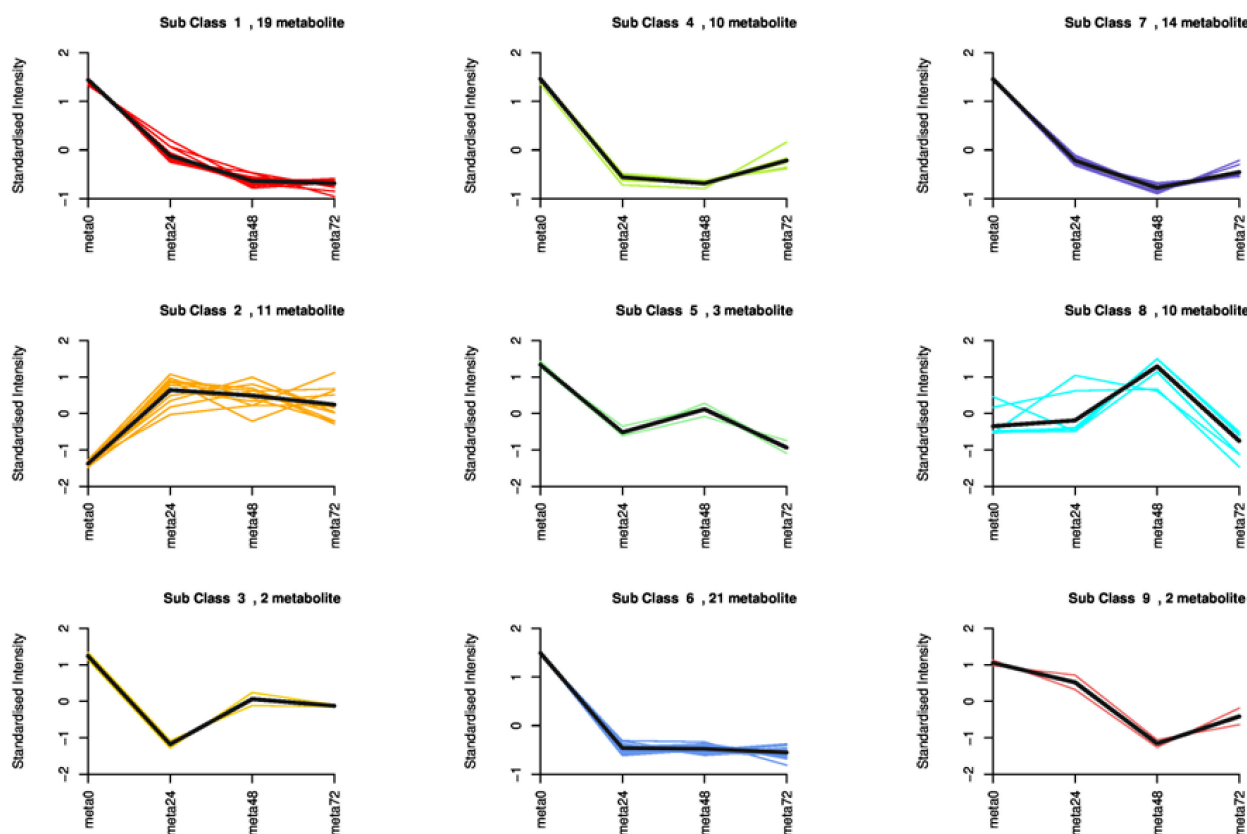 Sub Class 1 , 19 metabolite
Standardised Intensity
2
1
0
−1
meta0
meta24
meta48
meta72
Sub Class 4 , 10 metabolite
Standardised Intensity
2
1
0
−1
meta0
meta24
meta48
meta72
Sub Class 7 , 14 metabolite
Standardised Intensity
2
1
0
−1
meta0
meta24
meta48
meta72
Sub Class 2 , 11 metabolite
Standardised Intensity
2
1
0
−1
−2
meta0
meta24
meta48
meta72
Sub Class 5 , 3 metabolite
Standardised Intensity
2
1
0
−1
−2
meta0
meta24
meta48
meta72
Sub Class 8 , 10 metabolite
Standardised Intensity
2
1
0
−1
−2
meta0
meta24
meta48
meta72
Sub Class 3 , 2 metabolite
Standardised Intensity
2
1
0
−1
−2
meta0
meta24
meta48
meta72
Sub Class 6 , 21 metabolite
Standardised Intensity
2
1
0
−1
meta0
meta24
meta48
meta72
Sub Class 9 , 2 metabolite
Standardised Intensity
2
1
0
−1
−2
meta0
meta24
meta48
meta72